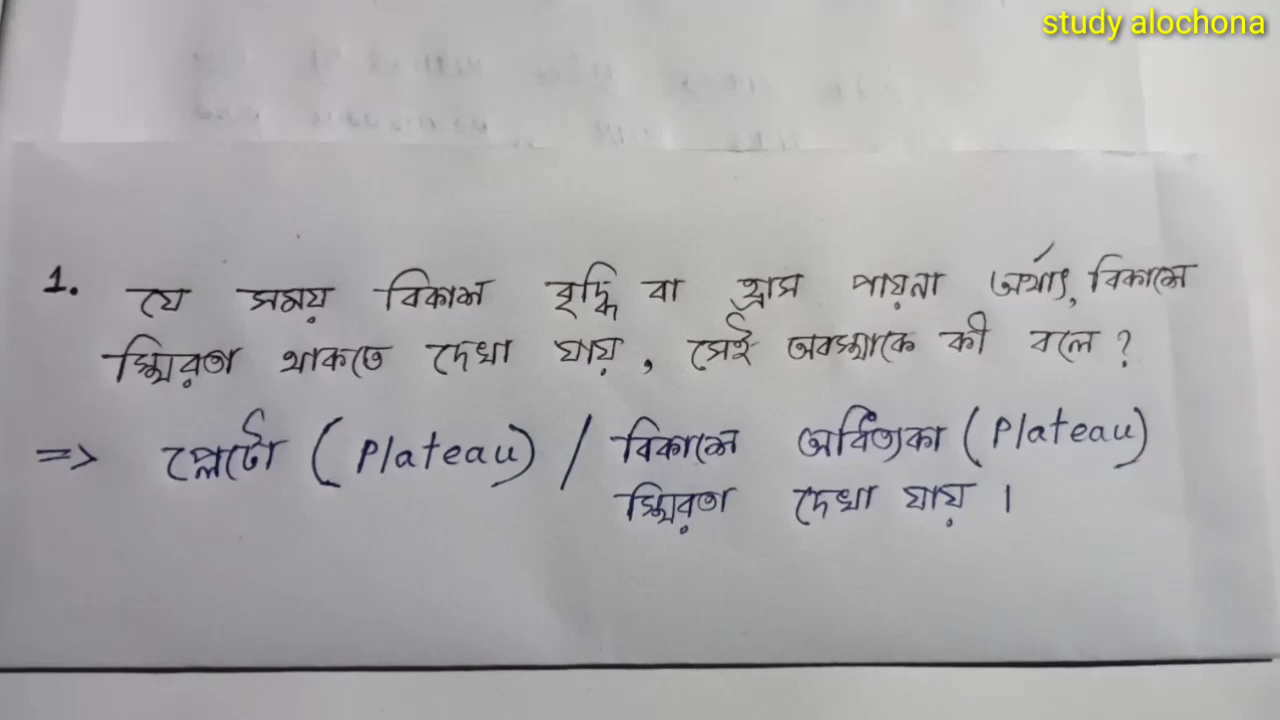 study alochona
1. যে সময় বিকাশ বৃদ্ধি বা হ্রাস পায়না অর্থাৎ, বিকাশে
স্থিরতা থাকতে দেখা যায়, সেই অবস্থাকে কী বলে ?
=> প্লেটো (Plateau) / বিকাশে অধিত্যকা (Plateau)
স্থিরতা দেখা যায় ।